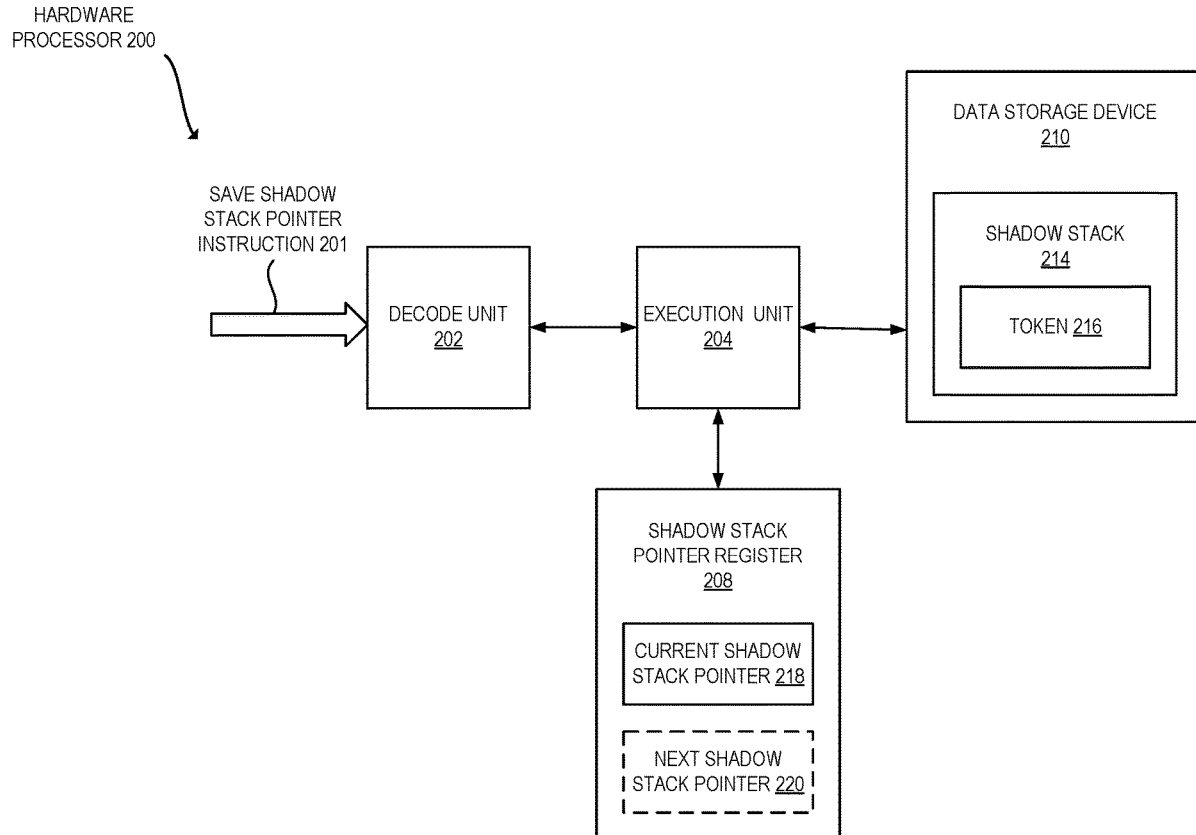 HARDWARE
PROCESSOR 200
SAVE SHADOW
STACK POINTER
INSTRUCTION 201
DECODE UNIT
202
EXECUTION UNIT
204
DATA STORAGE DEVICE
210
SHADOW STACK
214
TOKEN 216
SHADOW STACK
POINTER REGISTER
208
CURRENT SHADOW
STACK POINTER 218
NEXT SHADOW
STACK POINTER 220